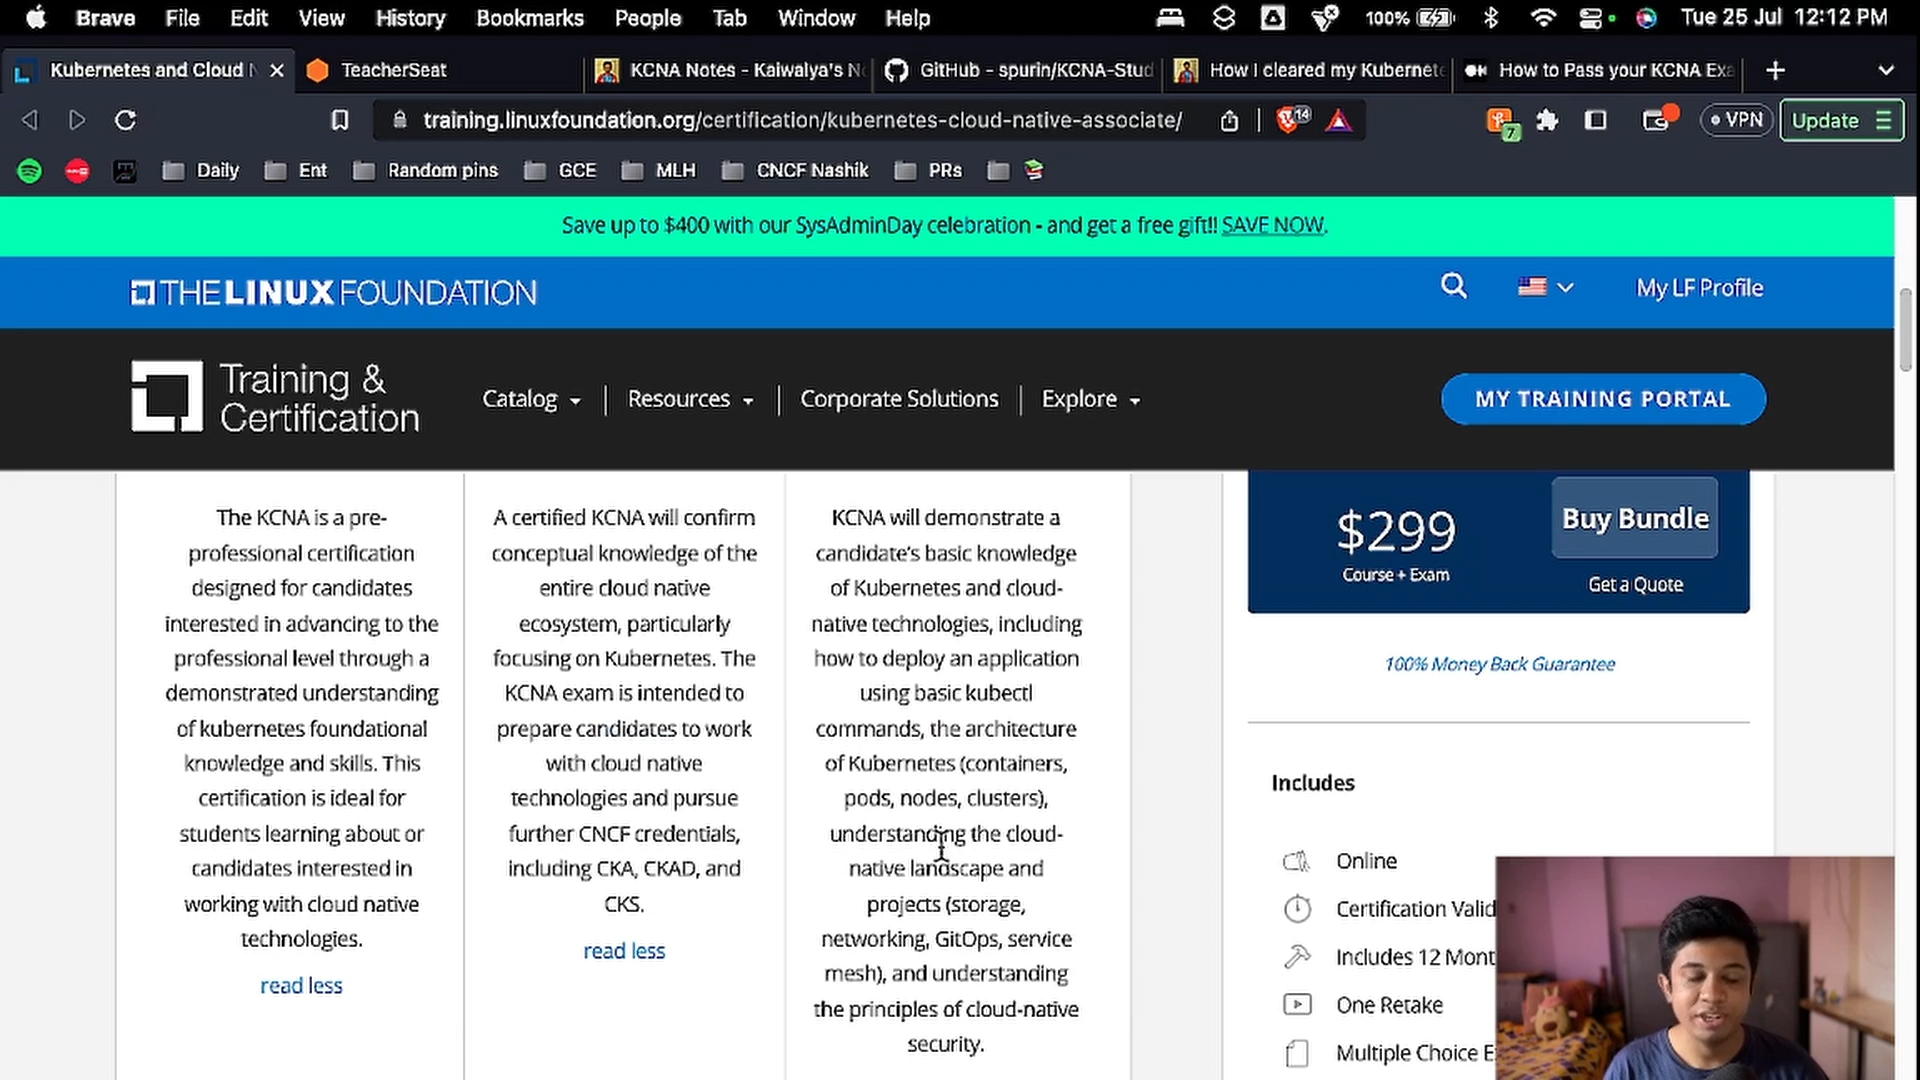 Brave File Edit View History Bookmarks People Tab Window Help 100% Tue 25 Jul 12:12 PM
Kubernetes and Cloud TeacherSeat KCNA Notes - Kaiwalya's No GitHub - spurin/KCNA-Stud How I cleared my Kubernete How to Pass your KCNA Exa
training.linuxfoundation.org/certification/kubernetes-cloud-native-associate/ 14 7 VPN Update
Daily Ent Random pins GCE MLH CNCF Nashik PRs
Save up to $400 with our SysAdminDay celebration - and get a free gift!! SAVE NOW.
THE LINUX FOUNDATION My LF Profile
Training &
Certification
Catalog Resources Corporate Solutions Explore MY TRAINING PORTAL
The KCNA is a pre-
professional certification
designed for candidates
interested in advancing to the
professional level through a
demonstrated understanding
of kubernetes foundational
knowledge and skills. This
certification is ideal for
students learning about or
candidates interested in
working with cloud native
technologies.
read less
A certified KCNA will confirm
conceptual knowledge of the
entire cloud native
ecosystem, particularly
focusing on Kubernetes. The
KCNA exam is intended to
prepare candidates to work
with cloud native
technologies and pursue
further CNCF credentials,
including CKA, CKAD, and
CKS.
read less
KCNA will demonstrate a
candidate's basic knowledge
of Kubernetes and cloud-
native technologies, including
how to deploy an application
using basic kubectl
commands, the architecture
of Kubernetes (containers,
pods, nodes, clusters),
understanding the cloud-
native landscape and
projects (storage,
networking, GitOps, service
mesh), and understanding
the principles of cloud-native
security.
$299
Course + Exam
Buy Bundle
Get a Quote
100% Money Back Guarantee
Includes
Online
Certification Valid
Includes 12 Mont
One Retake
Multiple Choice E